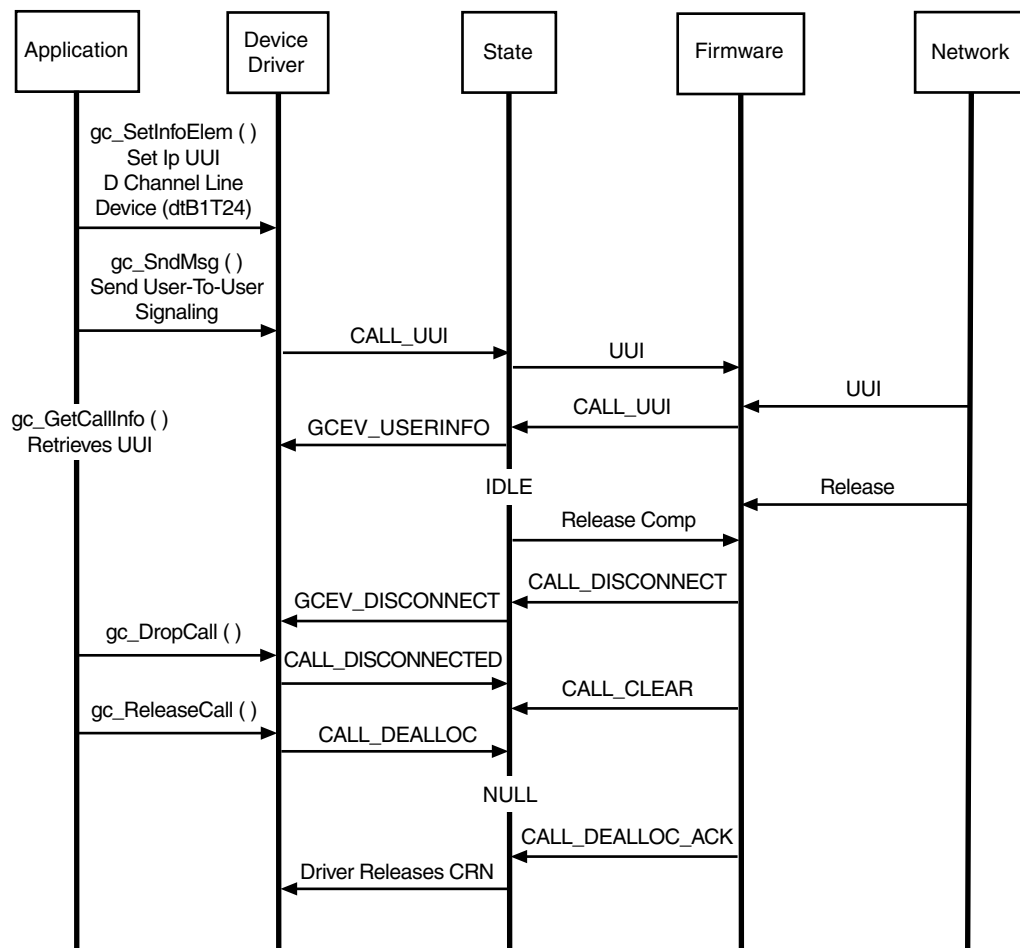 Application
Device
Driver
State
Firmware
Network
gc_SetInfoElem ( )
Set Ip UUI
D Channel Line
Device (dtB1T24)
gc_SndMsg ( )
Send User-To-User
Signaling
CALL_UUI
UUI
UUI
CALL_UUI
gc_GetCallInfo ( )
Retrieves UUI
GCEV_USERINFO
IDLE
Release
Release Comp
CALL_DISCONNECT
GCEV_DISCONNECT
gc_DropCall ( )
CALL_DISCONNECTED
CALL_CLEAR
gc_ReleaseCall ( )
CALL_DEALLOC
NULL
CALL_DEALLOC_ACK
Driver Releases CRN